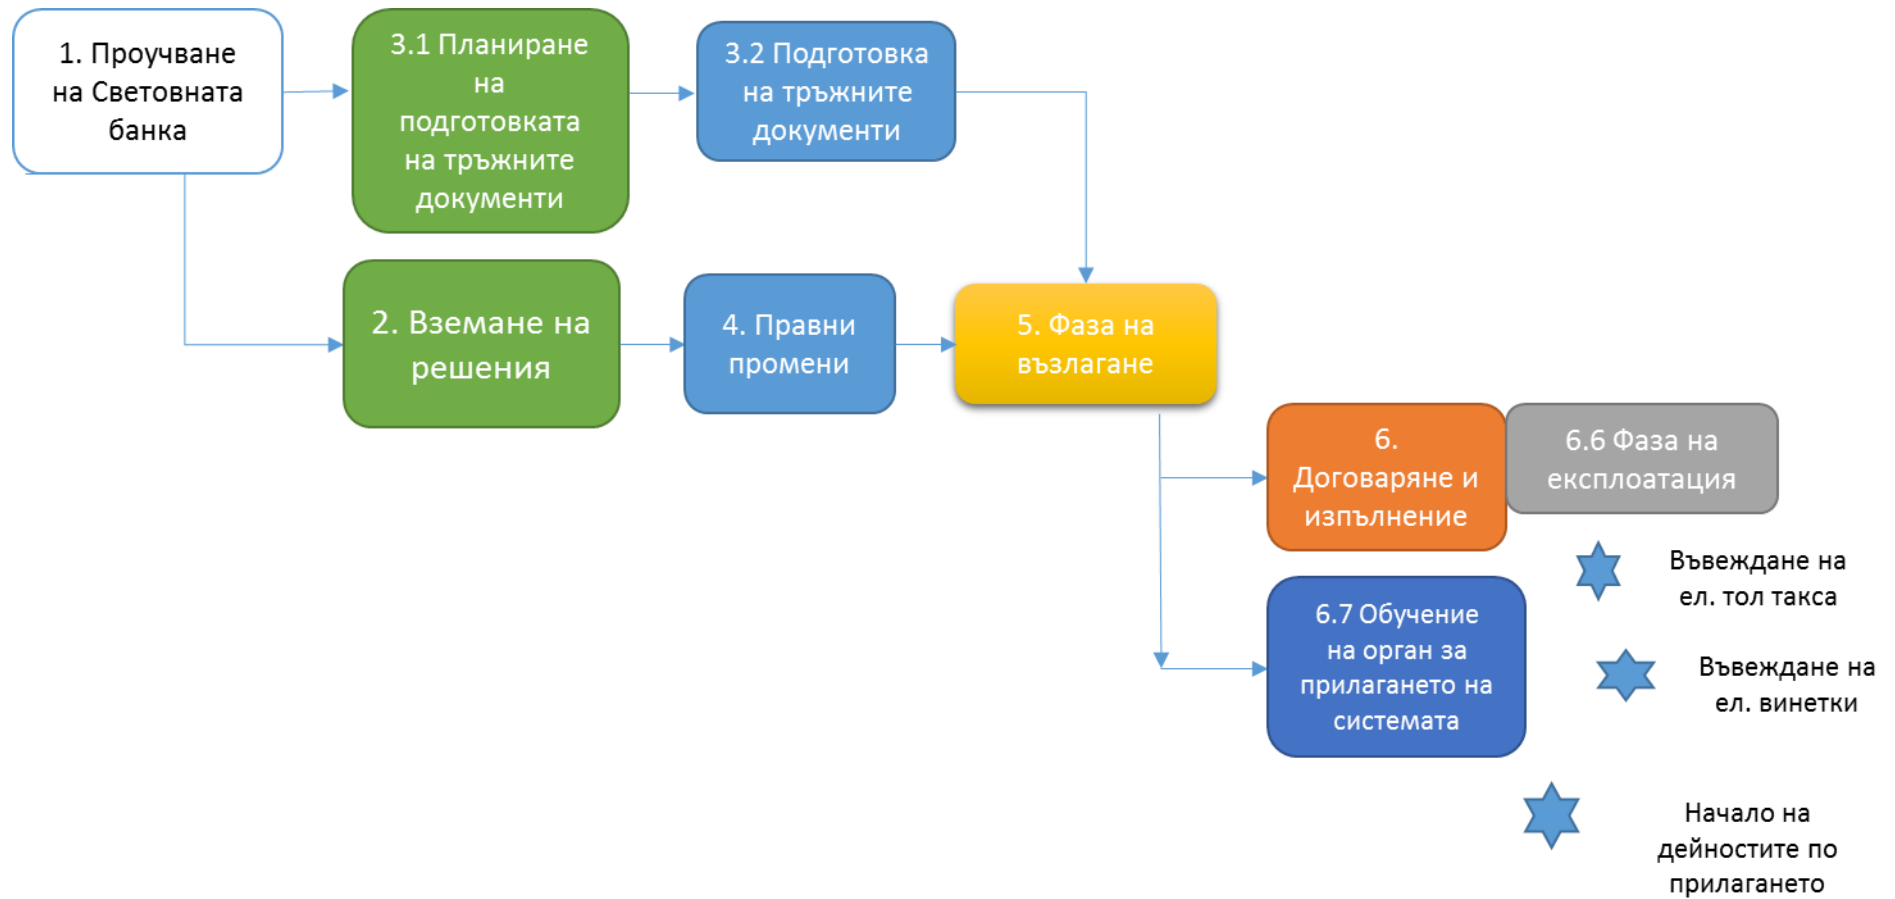 1. Проучване
на Световната
банка
3.1 Планиране
на
подготовката
на тръжните
документи
3.2 Подготовка
на тръжните
документи
2. Вземане на
решения
4. Правни
промени
5. Фаза на
възлагане
6.
Договаряне и
изпълнение
6.6 Фаза на
експлоатация
Въвеждане на
ел. тол такса
6.7 Обучение
на орган за
прилагането на
системата
Въвеждане на
ел. винетки
Начало на
дейностите по
прилагането